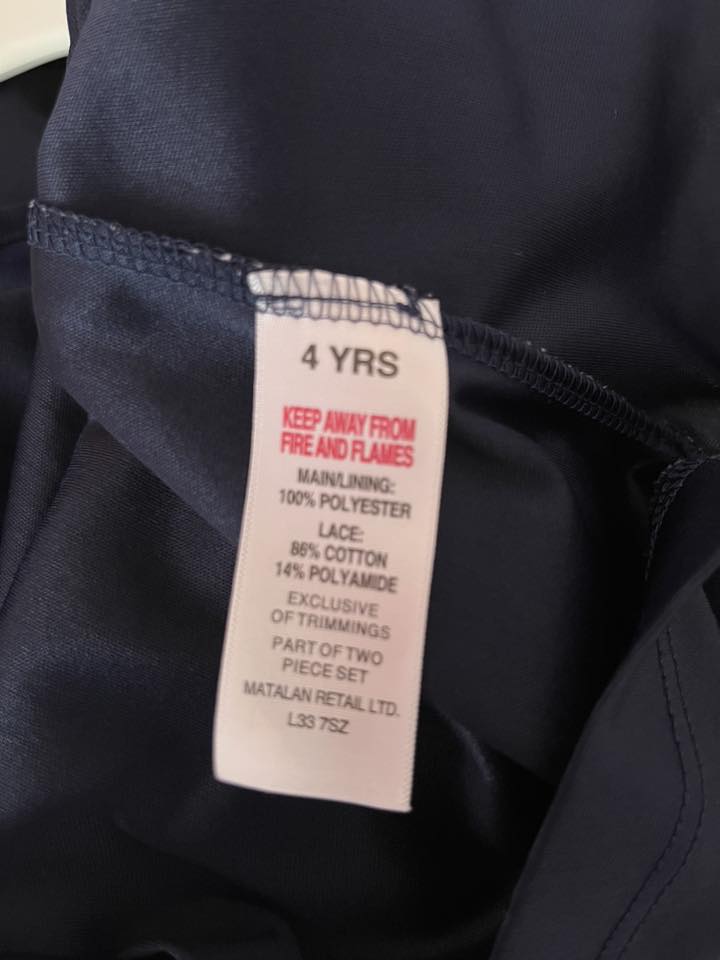 4 YRS
KEEP AWAY FROM
FIRE AND FLAMES
MAIN/LINING:
100% POLYESTER
LACE:
86% COTTON
14% POLYAMIDE
EXCLUSIVE
OF TRIMMINGS
PART OF TWO
PIECE SET
MATALAN RETAIL LTD.
L33 7SZ